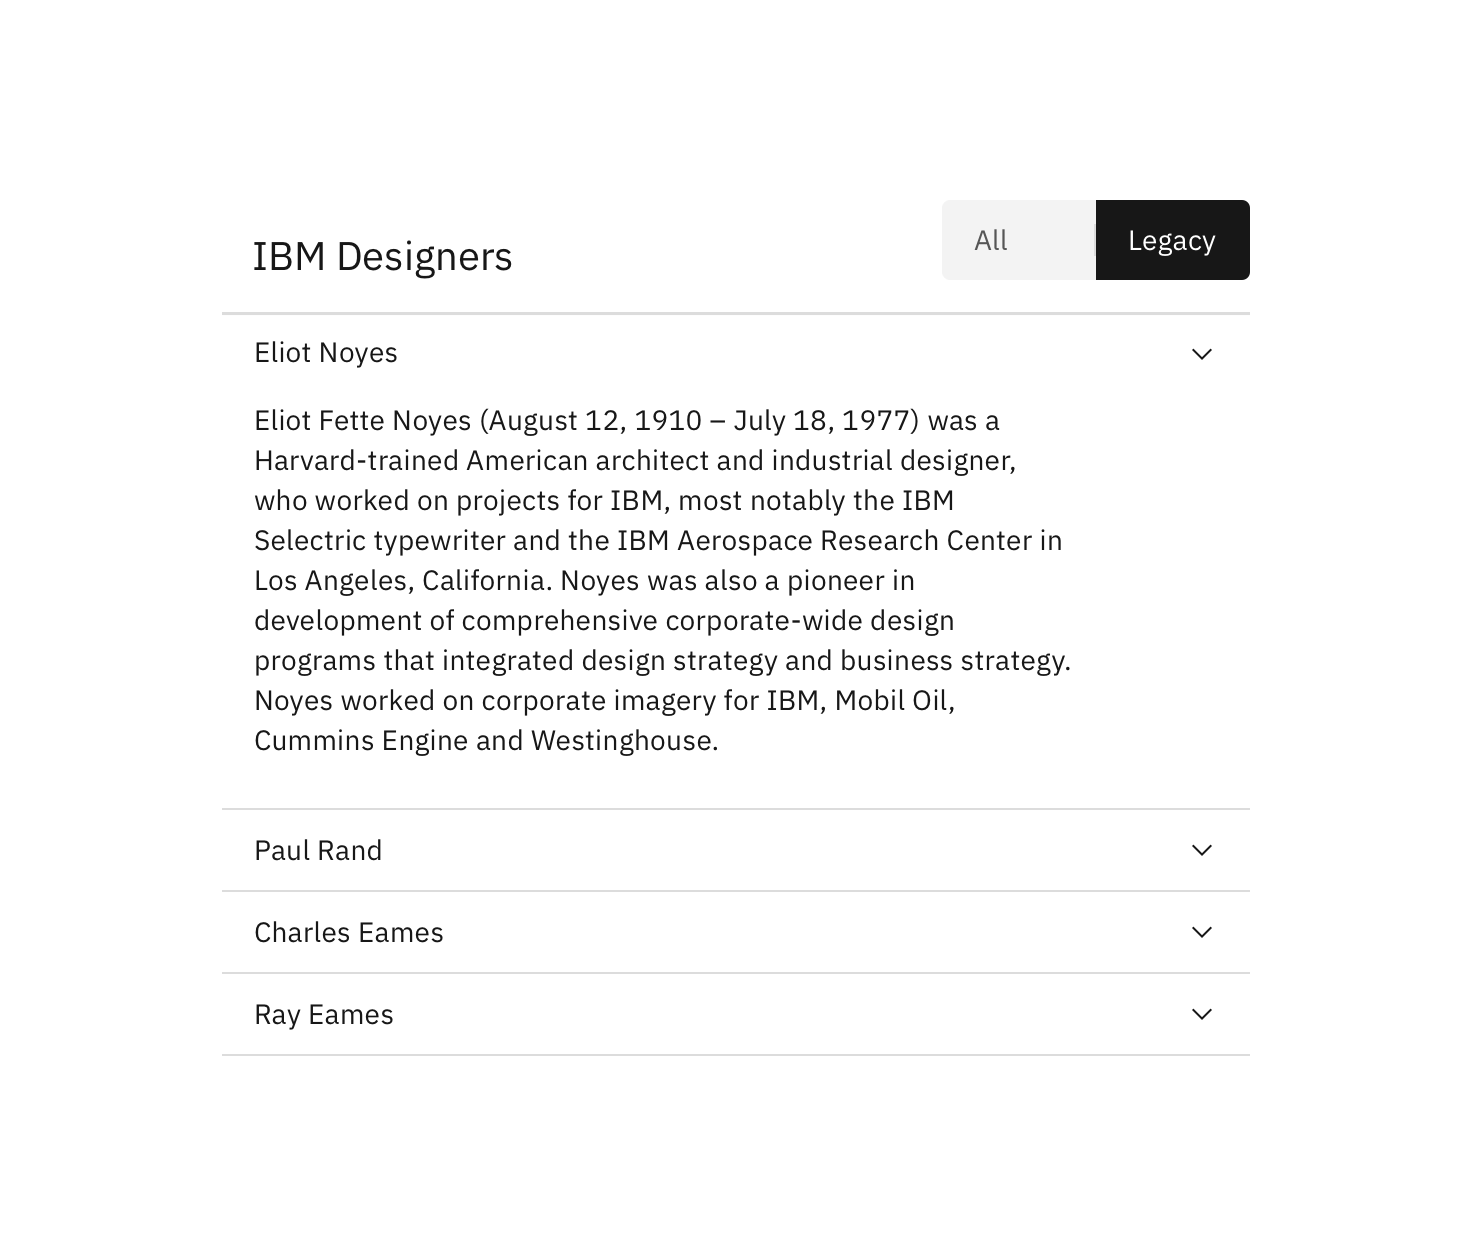 IBM Designers
All
Legacy
Eliot Noyes
Eliot Fette Noyes (August 12, 1910 – July 18, 1977) was a
Harvard-trained American architect and industrial designer,
who worked on projects for IBM, most notably the IBM
Selectric typewriter and the IBM Aerospace Research Center in
Los Angeles, California. Noyes was also a pioneer in
development of comprehensive corporate-wide design
programs that integrated design strategy and business strategy.
Noyes worked on corporate imagery for IBM, Mobil Oil,
Cummins Engine and Westinghouse.
Paul Rand
Charles Eames
Ray Eames